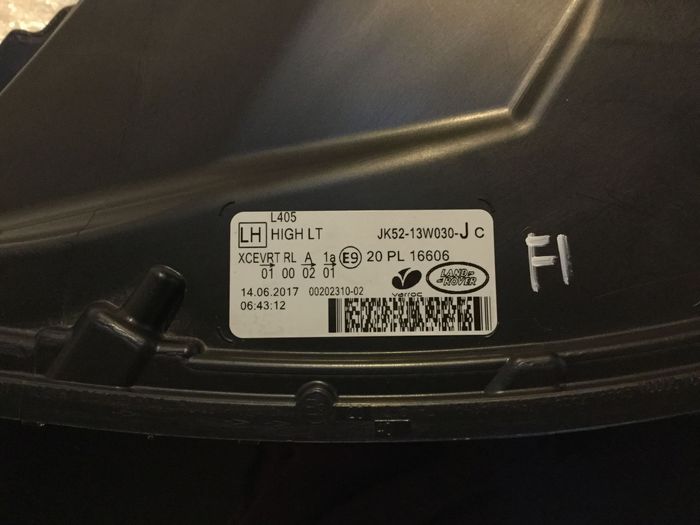 L405
LH HIGH LT JK52-13W030-J C
XCEVRT RL A 1a E9 20 PL 16606
01 00 02 01
14.06.2017 00202310-02
06:43:12
varroc
LAND-ROVER
FI